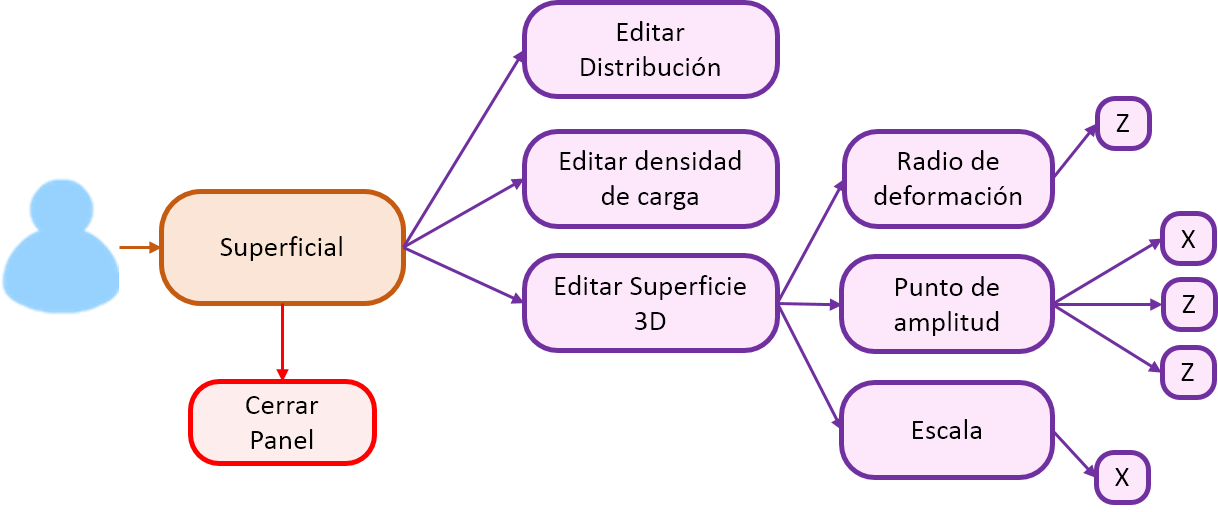 Superficial
Cerrar
Panel
Editar
Distribución
Editar densidad
de carga
Editar Superficie
3D
Radio de
deformación
Z
Punto de
amplitud
X
Z
Z
Escala
X